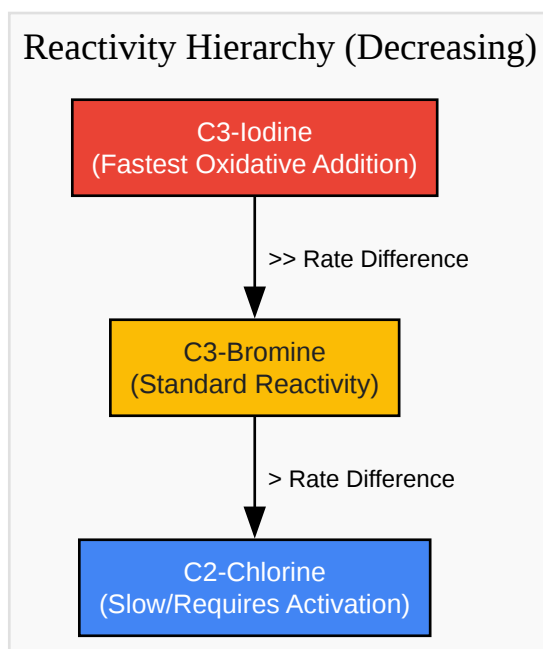 Reactivity Hierarchy (Decreasing)
C3-Iodine
(Fastest Oxidative Addition)
>> Rate Difference
C3-Bromine
(Standard Reactivity)
> Rate Difference
C2-Chlorine
(Slow/Requires Activation)